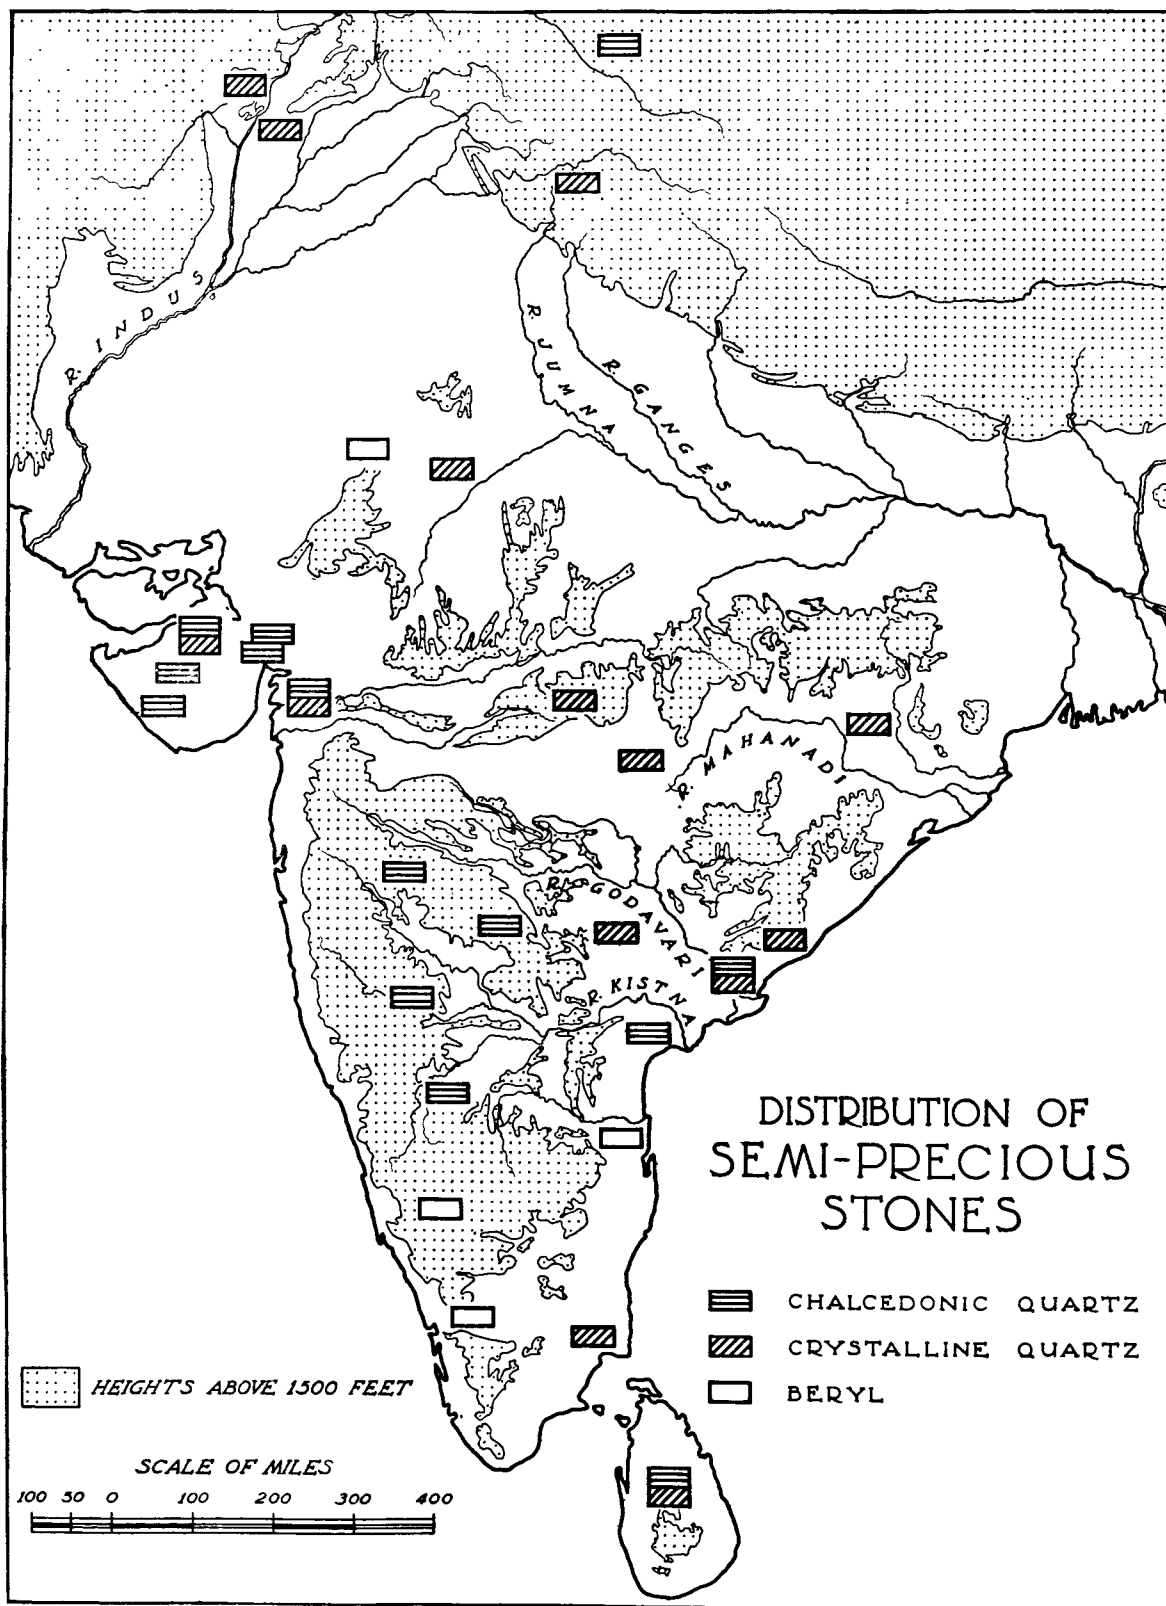 R. INDUS
R. JUMNA
R. GANGES
R. MAHANADI
R. GODAVARI
R. KISTNA
DISTRIBUTION OF
SEMI-PRECIOUS
STONES
CHALCEDONIC QUARTZ
CRYSTALLINE QUARTZ
BERYL
HEIGHTS ABOVE 1500 FEET
SCALE OF MILES
100 50 0 100 200 300 400